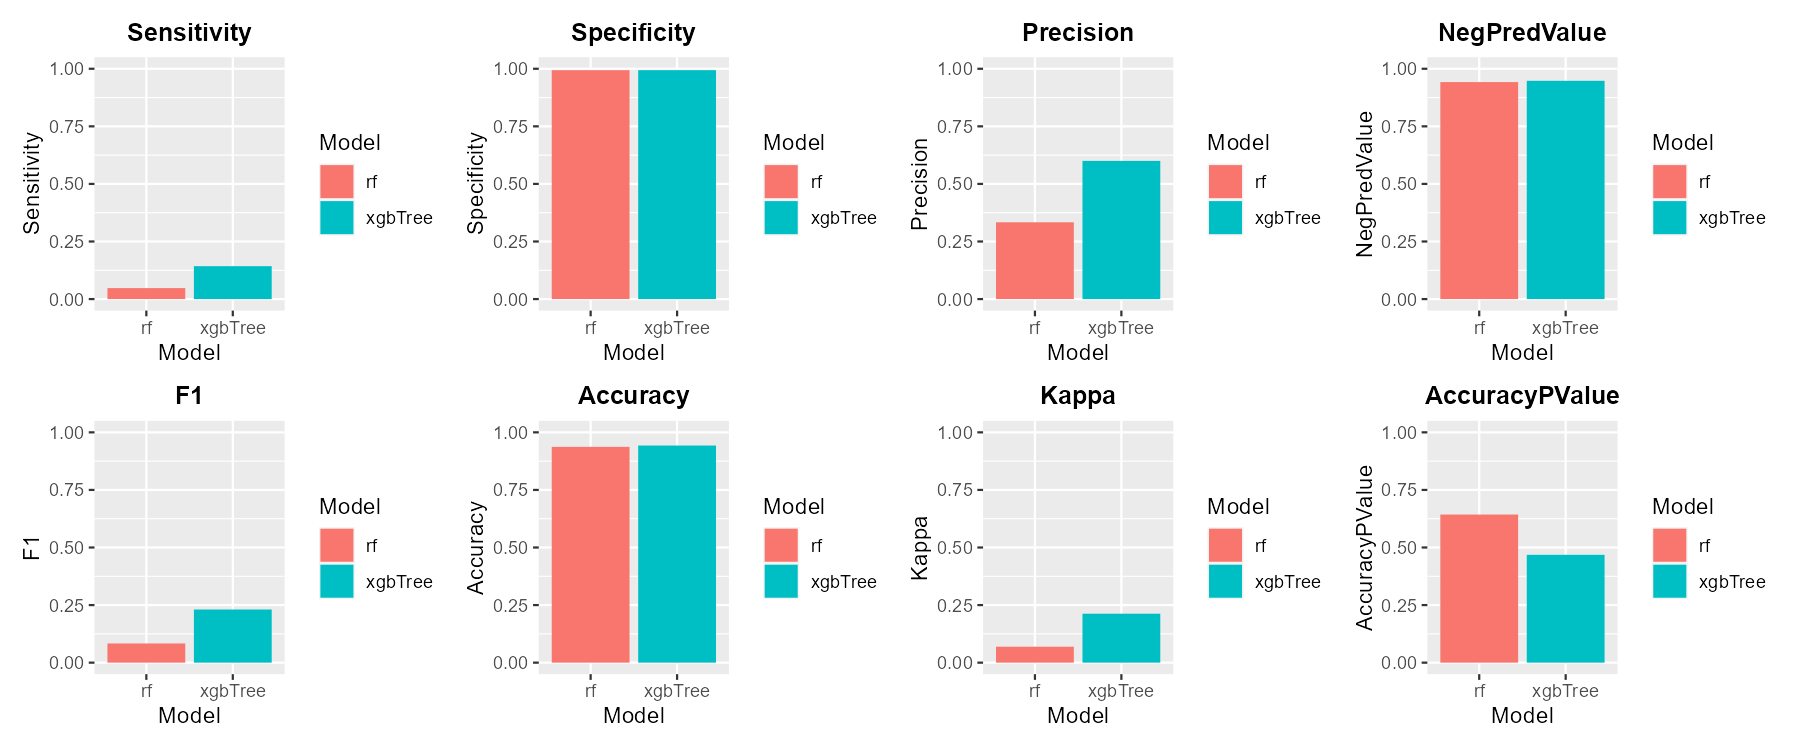 Sensitivity
Specificity
Precision
NegPredValue
1.00
0.75
0.50
0.25
0.00
Sensitivity
rf
xgbTree
Model
Model
rf
xgbTree
1.00
0.75
0.50
0.25
0.00
Specificity
rf
xgbTree
Model
Model
rf
xgbTree
1.00
0.75
0.50
0.25
0.00
Precision
rf
xgbTree
Model
Model
rf
xgbTree
1.00
0.75
0.50
0.25
0.00
NegPredValue
rf
xgbTree
Model
Model
rf
xgbTree
F1
Accuracy
Kappa
AccuracyPValue
1.00
0.75
0.50
0.25
0.00
F1
rf
xgbTree
Model
Model
rf
xgbTree
1.00
0.75
0.50
0.25
0.00
Accuracy
rf
xgbTree
Model
Model
rf
xgbTree
1.00
0.75
0.50
0.25
0.00
Kappa
rf
xgbTree
Model
Model
rf
xgbTree
1.00
0.75
0.50
0.25
0.00
AccuracyPValue
rf
xgbTree
Model
Model
rf
xgbTree